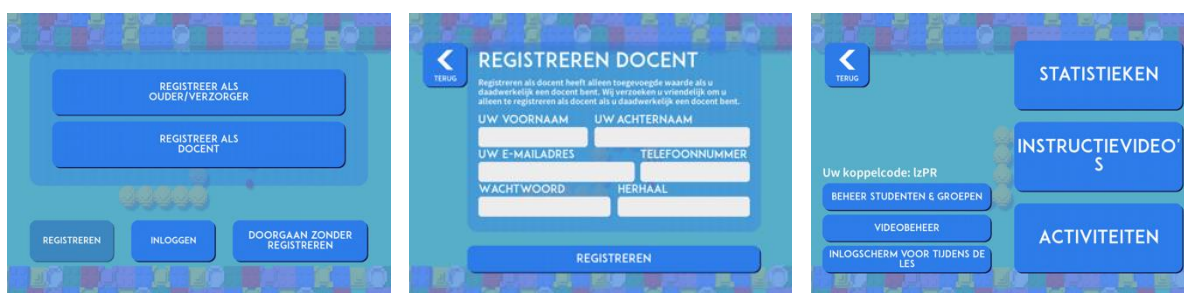 REGISTREER ALS
OUDER/VERZORGER
REGISTREER ALS
DOCENT
REGISTREREN
INLOGGEN
DOORGAAN ZONDER
REGISTREREN
TERUG
REGISTREREN DOCENT
Registreren als docent heeft alleen toegevoegde waarde als u
daadwerkelijk een docent bent. Wij verzoeken u vriendelijk om u
alleen te registreren als docent als u daadwerkelijk een docent bent.
UW VOORNAAM UW ACHTERNAAM
UW E-MAILADRES TELEFOONNUMMER
WACHTWOORD HERHAAL
REGISTREREN
TERUG
Uw koppelcode: lzPR
BEHEER STUDENTEN & GROEPEN
VIDEOBEHEER
INLOGSCHERM VOOR TIJDENS DE
LES
STATISTIEKEN
INSTRUCTIEVIDEO'
S
ACTIVITEITEN